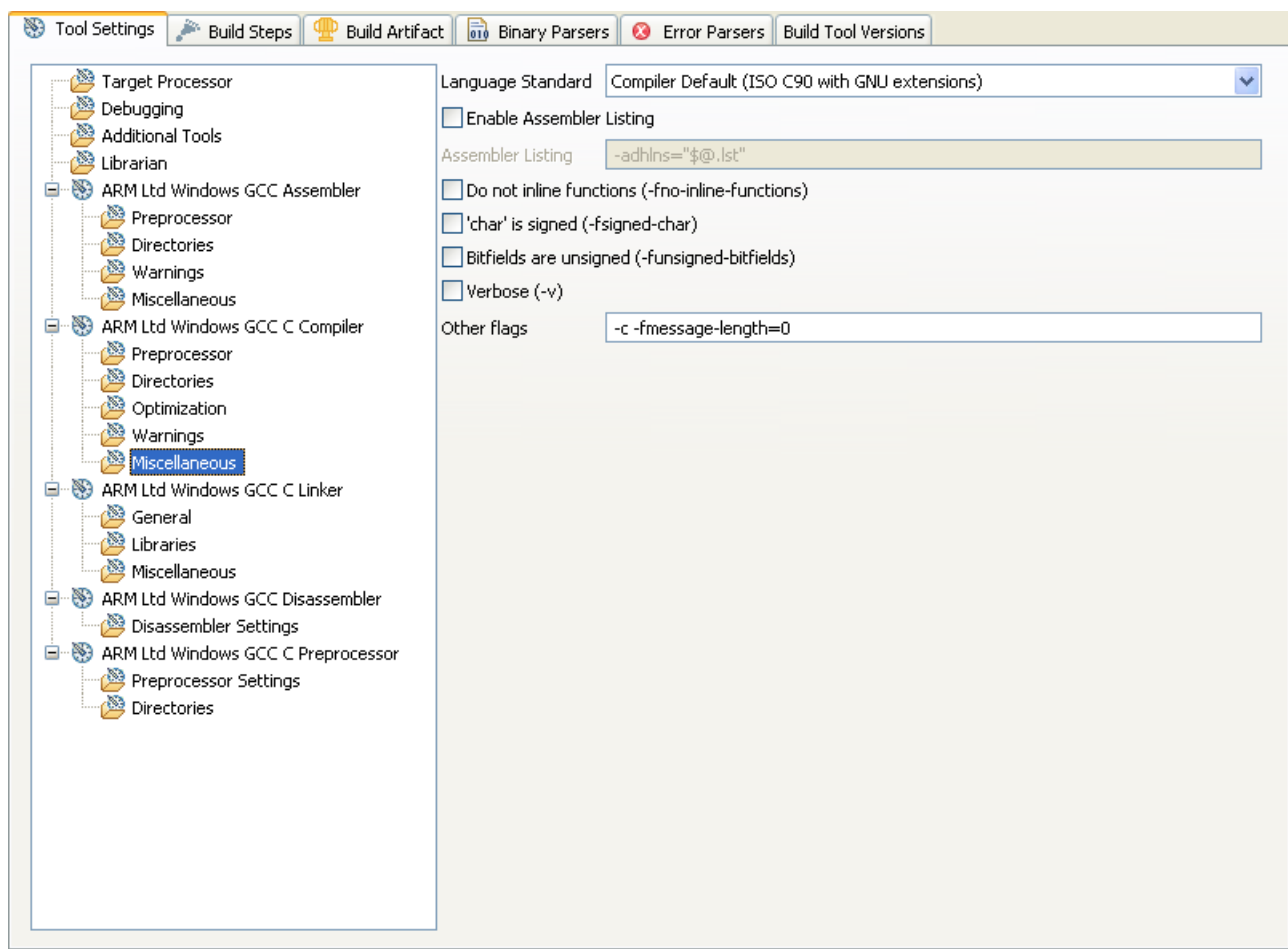 Tool Settings
Build Steps
Build Artifact
010
Binary Parsers
Error Parsers
Build Tool Versions
Target Processor
Debugging
Additional Tools
Librarian
ARM Ltd Windows GCC Assembler
Preprocessor
Directories
Warnings
Miscellaneous
ARM Ltd Windows GCC C Compiler
Preprocessor
Directories
Optimization
Warnings
Miscellaneous
ARM Ltd Windows GCC C Linker
General
Libraries
Miscellaneous
ARM Ltd Windows GCC Disassembler
Disassembler Settings
ARM Ltd Windows GCC C Preprocessor
Preprocessor Settings
Directories
Language Standard
Compiler Default (ISO C90 with GNU extensions)
Enable Assembler Listing
Assembler Listing
-adhlns="$@.lst"
Do not inline functions (-fno-inline-functions)
'char' is signed (-fsigned-char)
Bitfields are unsigned (-funsigned-bitfields)
Verbose (-v)
Other flags
-c -fmessage-length=0